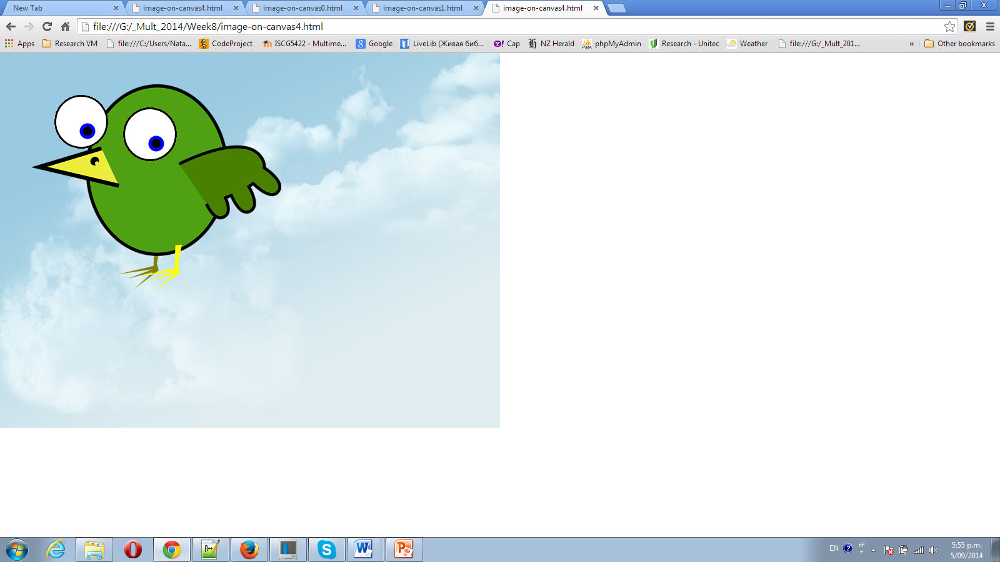 New Tab
image-on-canvas4.html
image-on-canvas0.html
image-on-canvas1.html
image-on-canvas4.html
file:///G:/_Mult_2014/Week8/image-on-canvas4.html
Apps
Research VM
file:///C:/Users/Nata...
CodeProject
ISCG5422 - Multime...
Google
LiveLib (Живая биб...
Cap
NZ Herald
phpMyAdmin
Research - Unitec
Weather
file:///G:/_Mult_201...
»
Other bookmarks
EN
5:55 p.m.
5/09/2014